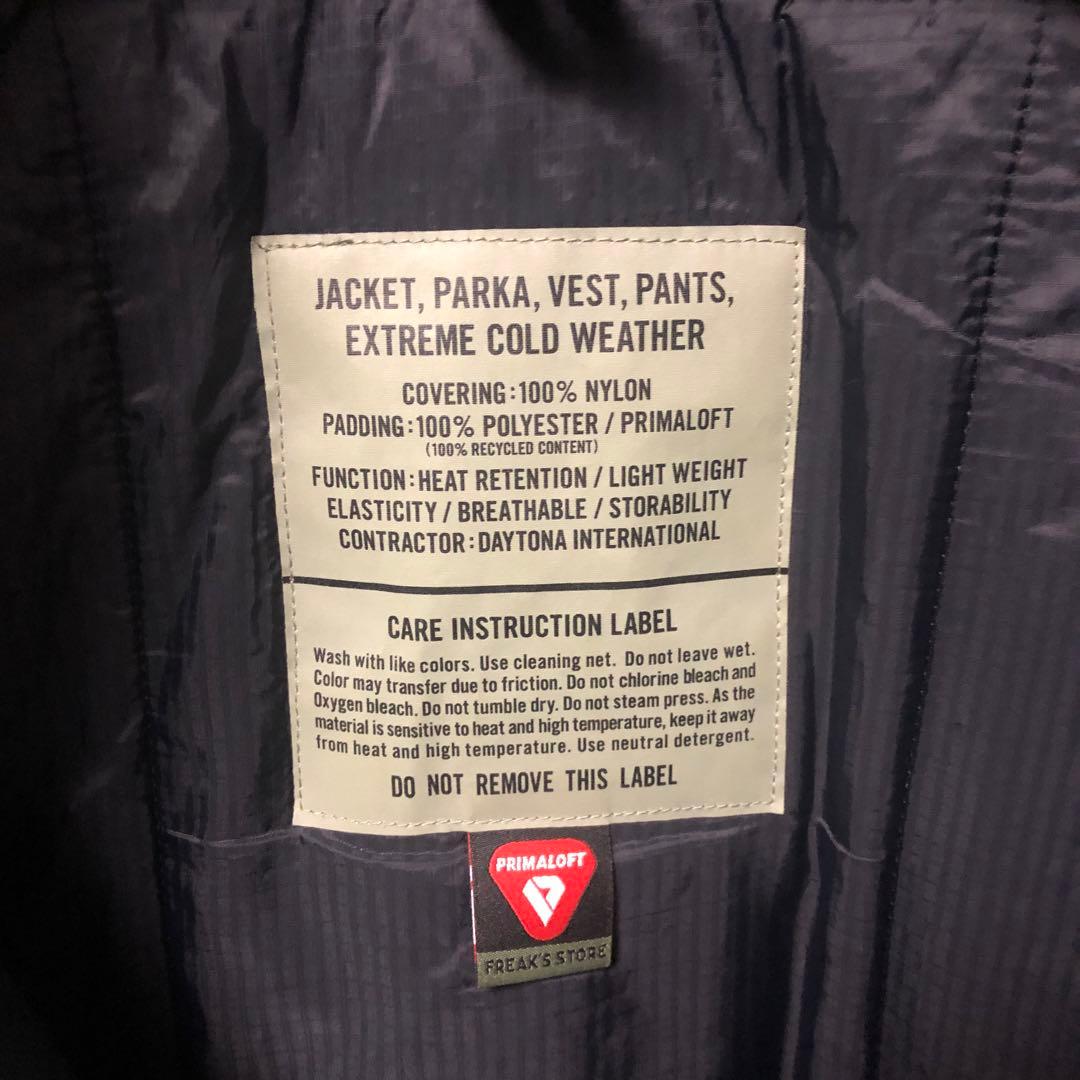 JACKET, PARKA, VEST, PANTS,
EXTREME COLD WEATHER
COVERING:100% NYLON
PADDING:100% POLYESTER / PRIMALOFT
(100% RECYCLED CONTENT)
FUNCTION:HEAT RETENTION / LIGHT WEIGHT
ELASTICITY / BREATHABLE / STORABILITY
CONTRACTOR:DAYTONA INTERNATIONAL
CARE INSTRUCTION LABEL
Wash with like colors. Use cleaning net. Do not leave wet.
Color may transfer due to friction. Do not chlorine bleach and
Oxygen bleach. Do not tumble dry. Do not steam press. As the
material is sensitive to heat and high temperature, keep it away
from heat and high temperature. Use neutral detergent.
DO NOT REMOVE THIS LABEL
PRIMALOFT
FREAK'S STORE